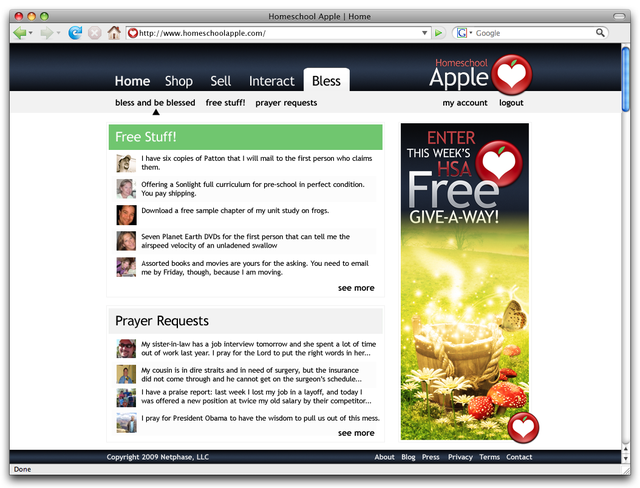 Homeschool Apple | Home
http://www.homeschoolapple.com/
G
Google
Home Shop Sell Interact Bless
Homeschool
Apple
bless and be blessed free stuff! prayer requests
my account logout
Free Stuff!
I have six copies of Patton that I will mail to the first person who claims
them.
Offering a Sonlight full curriculum for pre-school in perfect condition.
You pay shipping.
Download a free sample chapter of my unit study on frogs.
Seven Planet Earth DVDs for the first person that can tell me the
airspeed velocity of an unladened swallow
Assorted books and movies are yours for the asking. You need to email
me by Friday, though, because I am moving.
see more
ENTER
THIS WEEK'S
HSA
Free
GIVE-A-WAY!
Prayer Requests
My sister-in-law has a job interview tomorrow and she spent a lot of time
out of work last year. I pray for the Lord to put the right words in her...
My cousin is in dire straits and in need of surgery, but the insurance
did not come through and he cannot get on the surgeon's schedule...
I have a praise report: last week I lost my job in a layoff, and today I
was offered a new position at twice my old salary by their competitor...
I pray for President Obama to have the wisdom to pull us out of this mess.
see more
Copyright 2009 Netphase, LLC
About Blog Press Privacy Terms Contact
Done